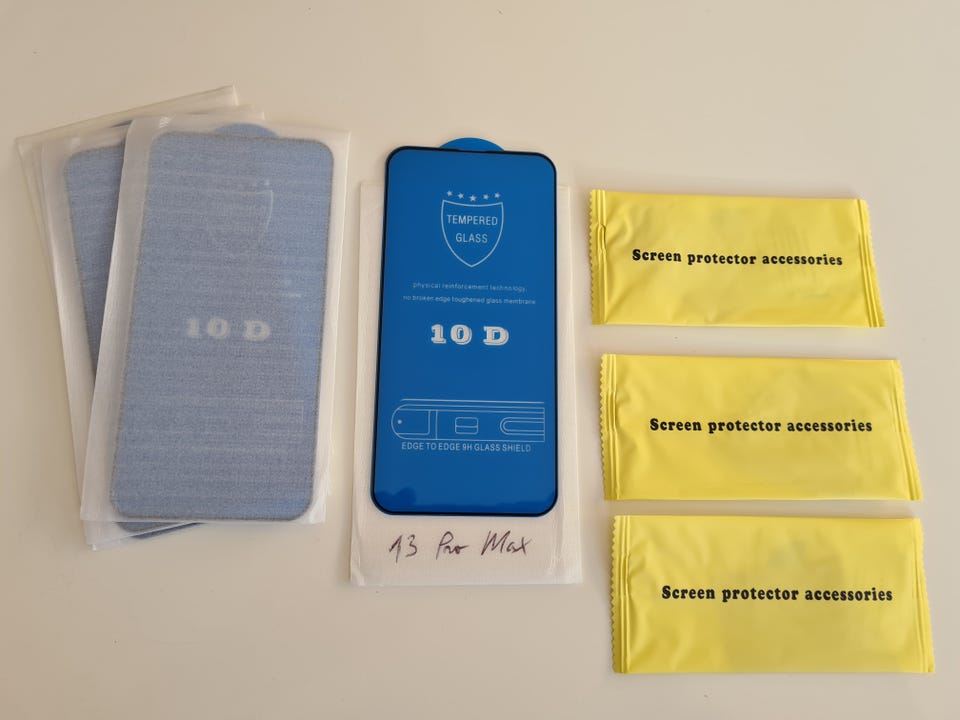 10 D
TEMPERED
GLASS
physical reinforcement technology,
no broken edge toughened glass membrane
10 D
EDGE TO EDGE 9H GLASS SHIELD
13 Pro Max
Screen protector accessories
Screen protector accessories
Screen protector accessories